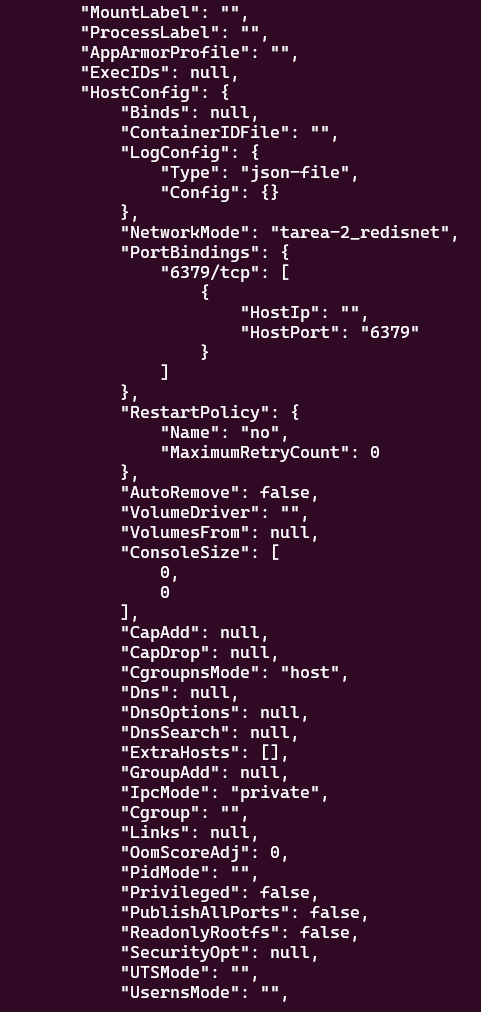 "MountLabel": "",
"ProcessLabel": "",
"AppArmorProfile": "",
"ExecIDs": null,
"HostConfig": {
"Binds": null,
"ContainerIDFile": "",
"LogConfig": {
"Type": "json-file",
"Config": {}
},
"NetworkMode": "tarea-2_redisnet",
"PortBindings": {
"6379/tcp": [
{
"HostIp": "",
"HostPort": "6379"
}
]
},
"RestartPolicy": {
"Name": "no",
"MaximumRetryCount": 0
},
"AutoRemove": false,
"VolumeDriver": "",
"VolumesFrom": null,
"ConsoleSize": [
0,
0
],
"CapAdd": null,
"CapDrop": null,
"CgroupnsMode": "host",
"Dns": null,
"DnsOptions": null,
"DnsSearch": null,
"ExtraHosts": [],
"GroupAdd": null,
"IpcMode": "private",
"Cgroup": "",
"Links": null,
"OomScoreAdj": 0,
"PidMode": "",
"Privileged": false,
"PublishAllPorts": false,
"ReadonlyRootfs": false,
"SecurityOpt": null,
"UTSMode": "",
"UsernsMode": "",